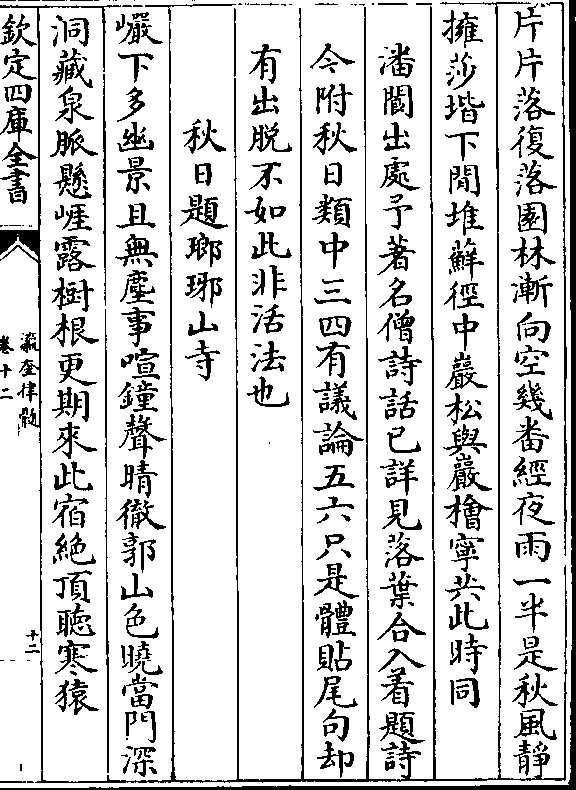 片片落復落園林漸向空幾畨經夜雨一半是秋風靜
擁莎堦下閒堆蘚徑中巖松與巖檜寧共此時同
潘閬出處予著名僧詩話已詳見落葉合入着題詩
今附秋日類中三四有議論五六只是體貼尾句却
有出脱不如此非活法也
秋日題瑯琊山寺
巗下多幽景且無塵事喧鐘聲晴徹郭山色曉當門深
洞藏泉脈懸崖露樹根更期來此宿絶頂聽寒猿
欽定四庫全書
瀛奎律髓
卷十二
十二